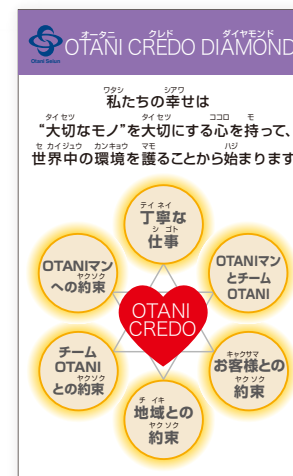 Otani Seisen
オータニ クレド ダイヤモンド
OTANI CREDO DIAMOND
ワタシ シアワ
私たちの幸せは
タイセツ タイセツ ココロ モ
“大切なモノ”を大切にする心を持って、
セカイジュウ カンキョウ マモ ハジ
世界中の環境を護ることから始まります
テイネイ
丁寧な
シゴト
仕事
OTANIマン
ヤクソク
への約束
OTANIマン
とチーム
OTANI
OTANI
CREDO
チーム
OTANI
ヤクソク
との約束
キャクサマ
お客様との
ヤクソク
約束
チイキ
地域との
ヤクソク
約束